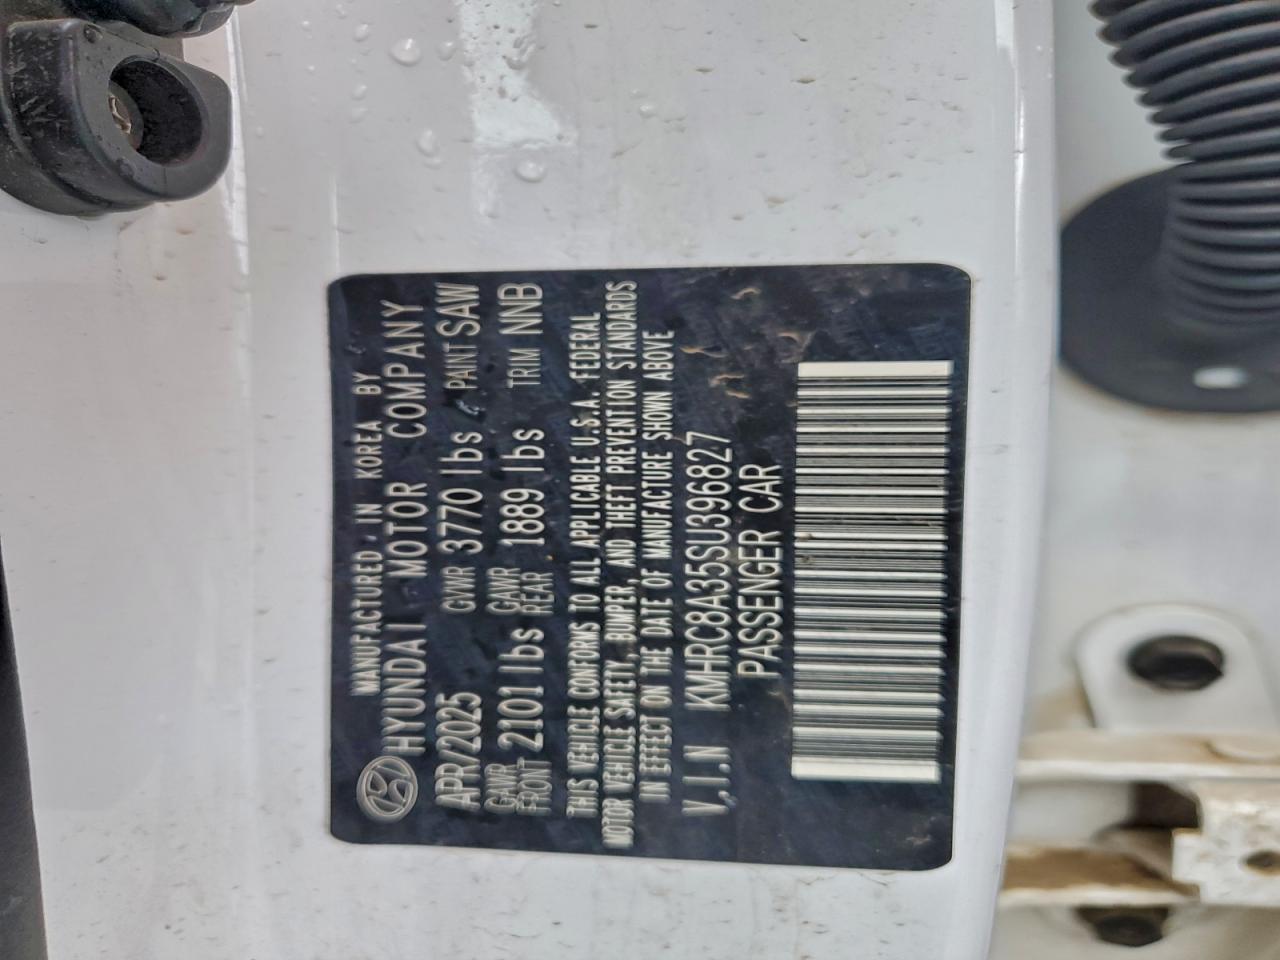 MANUFACTURED IN KOREA BY
HYUNDAI MOTOR COMPANY
APR/2025 GVWR 3770 lbs PAINT SAW
GAWR FRONT 2101 lbs GAWR REAR 1889 lbs TRIM NNB
THIS VEHICLE CONFORMS TO ALL APPLICABLE U.S.A. FEDERAL
MOTOR VEHICLE SAFETY, BUMPER, AND THEFT PREVENTION STANDARDS
IN EFFECT ON THE DATE OF MANUFACTURE SHOWN ABOVE
V.I.N KMHRC8A35SU396827
PASSENGER CAR